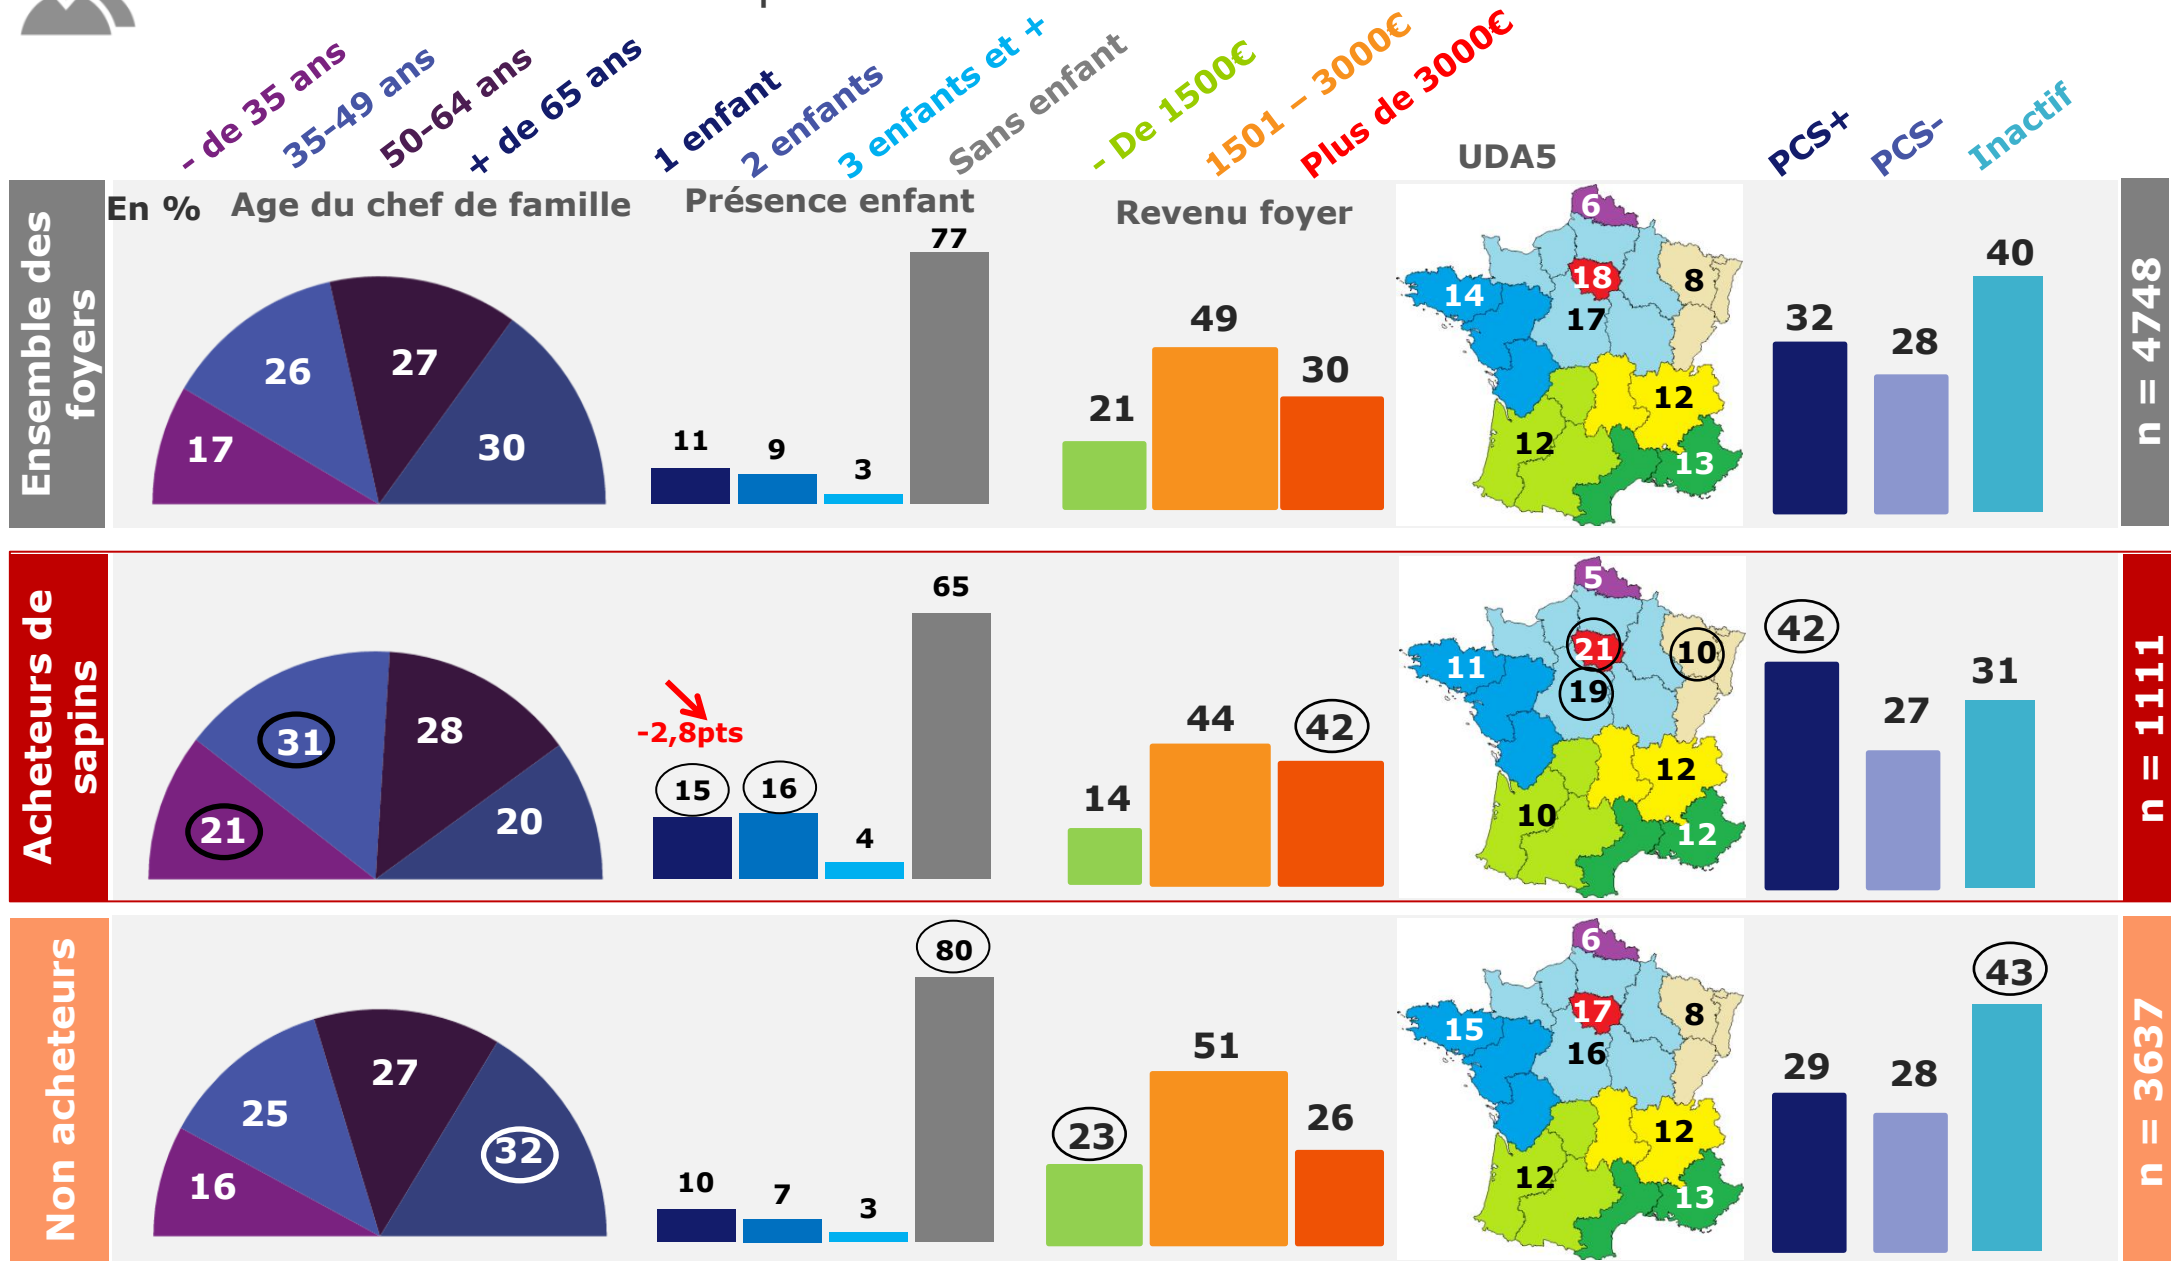 - de 35 ans
35-49 ans
50-64 ans
+ de 65 ans
1 enfant
2 enfants
3 enfants et +
Sans enfant
- De 1500€
1501 – 3000€
Plus de 3000€
UDA5
PCS+
PCS-
Inactif
Ensemble des
foyers
En %
Age du chef de famille
Présence enfant
Revenu foyer
17
26
27
30
11
9
3
77
21
49
30
6
18
8
14
17
12
12
13
32
28
40
n = 4748
Acheteurs de
sapins
21
31
28
20
-2,8pts
15
16
4
65
14
44
42
5
21
10
11
19
12
10
12
42
27
31
n = 1111
Non acheteurs
16
25
27
32
10
7
3
80
23
51
26
6
17
8
15
16
12
12
13
29
28
43
n = 3637